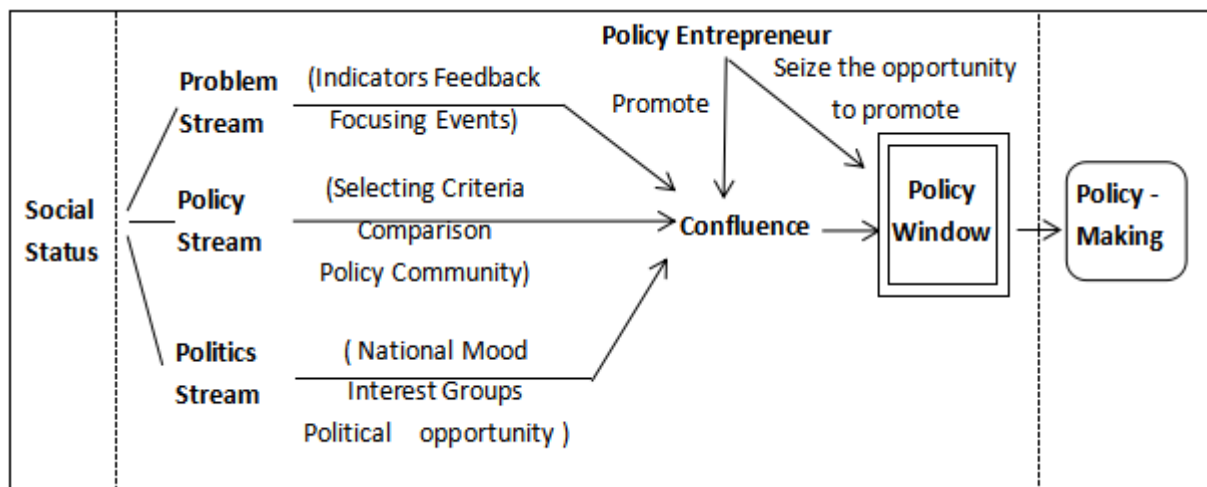 Policy Entrepreneur
Seize the opportunity
to promote
Promote
Problem
Stream
(Indicators Feedback
Focusing Events)
Social
Status
Policy
Stream
(Selecting Criteria
Comparison
Policy Community)
Confluence
Policy
Window
Policy -
Making
Politics
Stream
( National Mood
Interest Groups
Political opportunity )